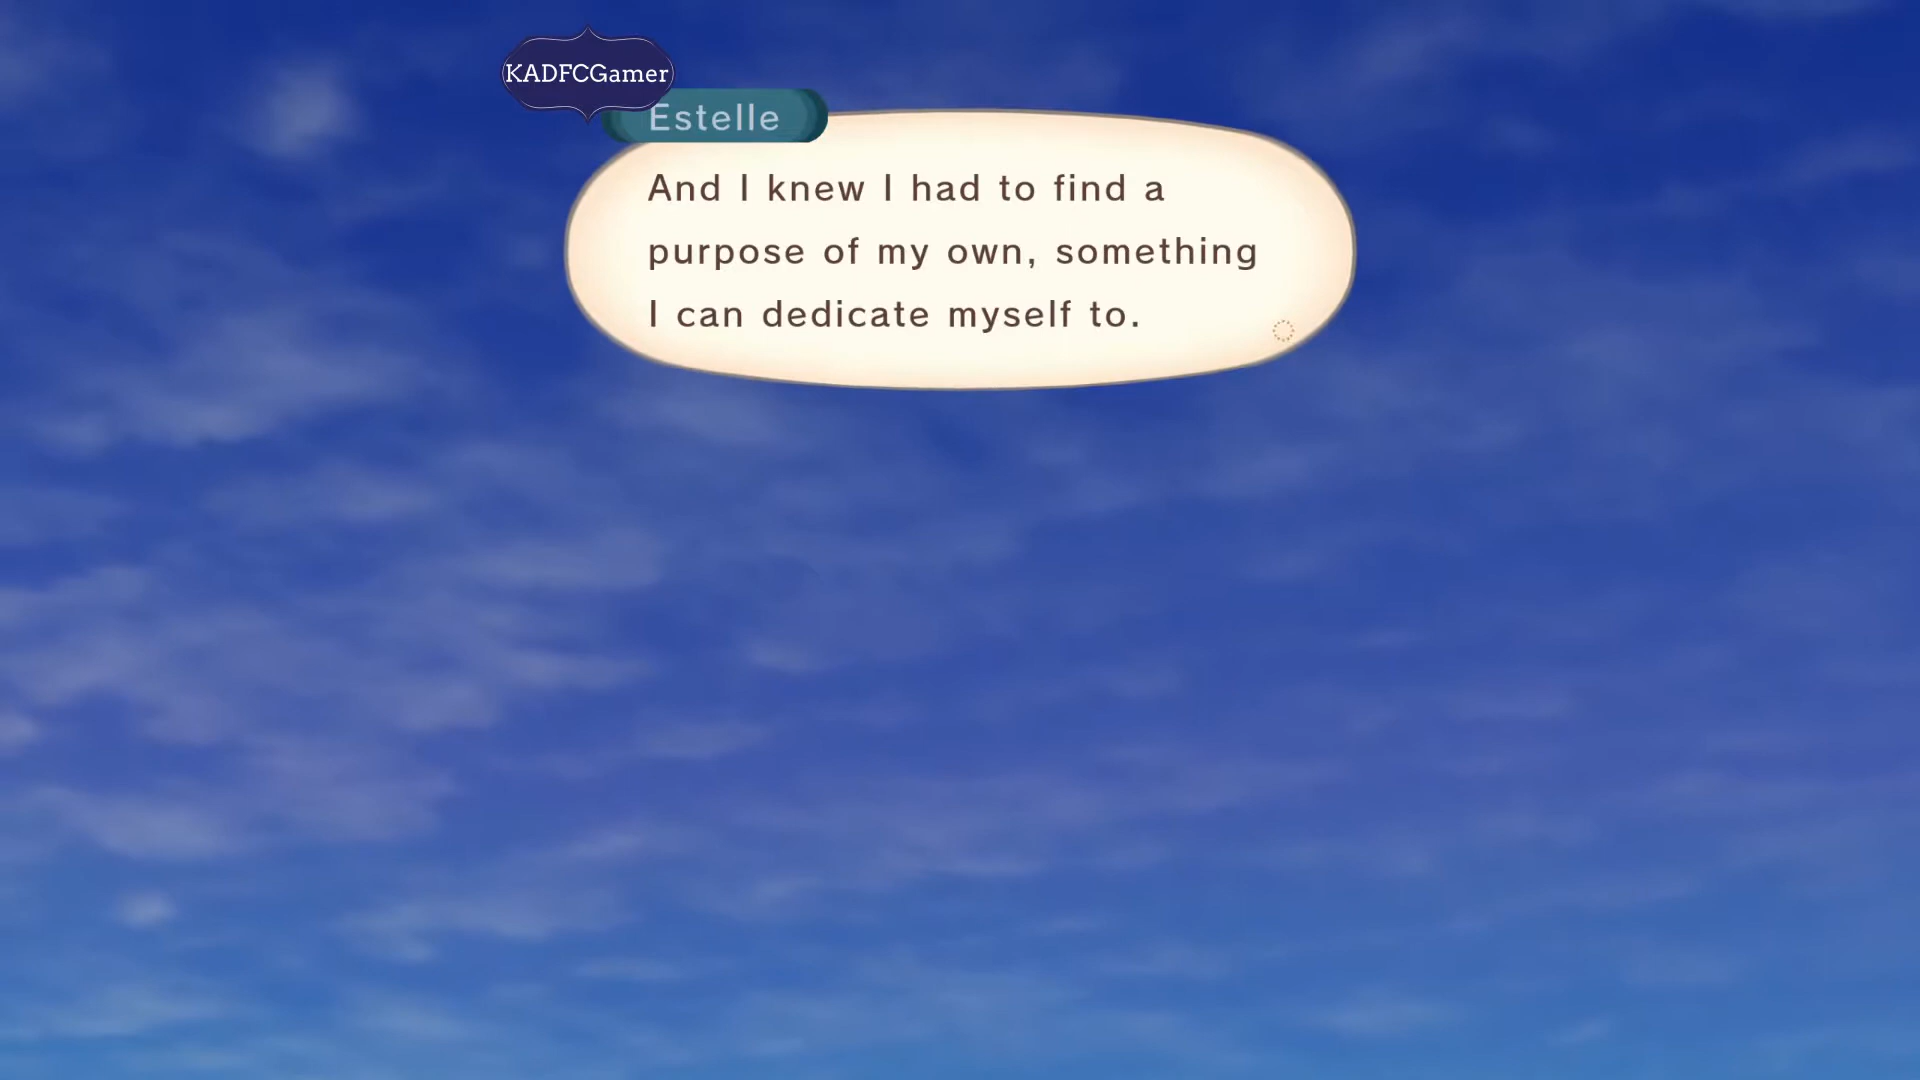 KADFCGamer
Estelle
And I knew I had to find a
purpose of my own, something
I can dedicate myself to.